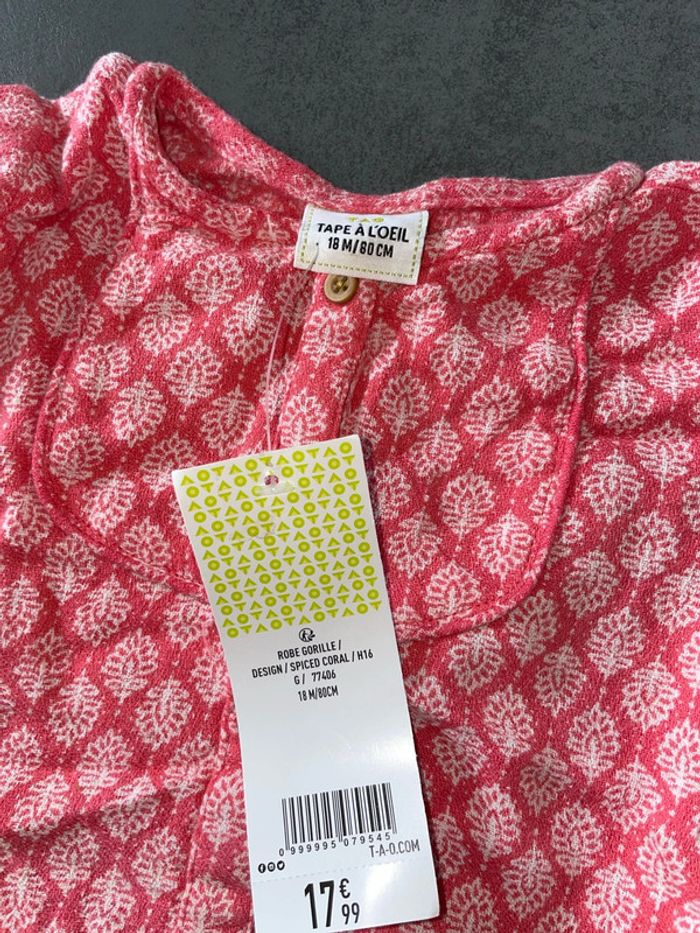 TAO
TAPE À L'OEIL
18 M/80 CM
ROBE GORILLE /
DESIGN / SPICED CORAL / H16
G / 77406
18 M/80CM
0 999995 079545
T-A-O.COM
17€99